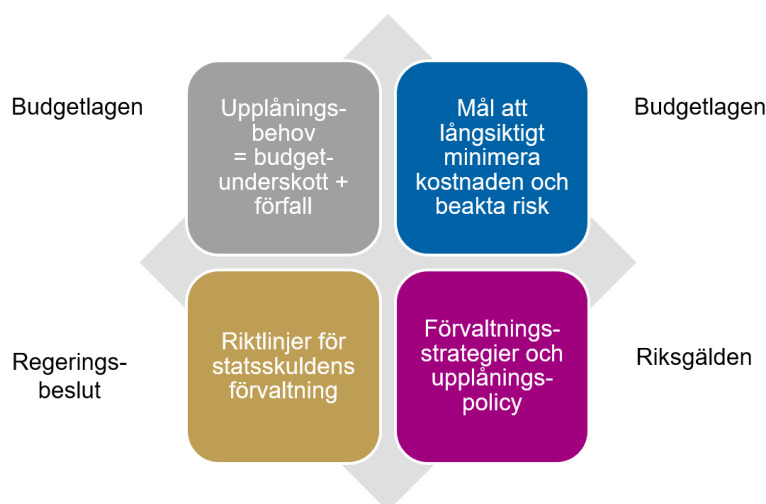 Budgetlagen
Upplånings-
behov
= budget-
underskott +
förfall
Mål att
långsiktigt
minimera
kostnaden och
beakta risk
Budgetlagen
Regerings-
beslut
Riktlinjer för
statsskuldens
förvaltning
Förvaltnings-
strategier och
upplånings-
policy
Riksgälden